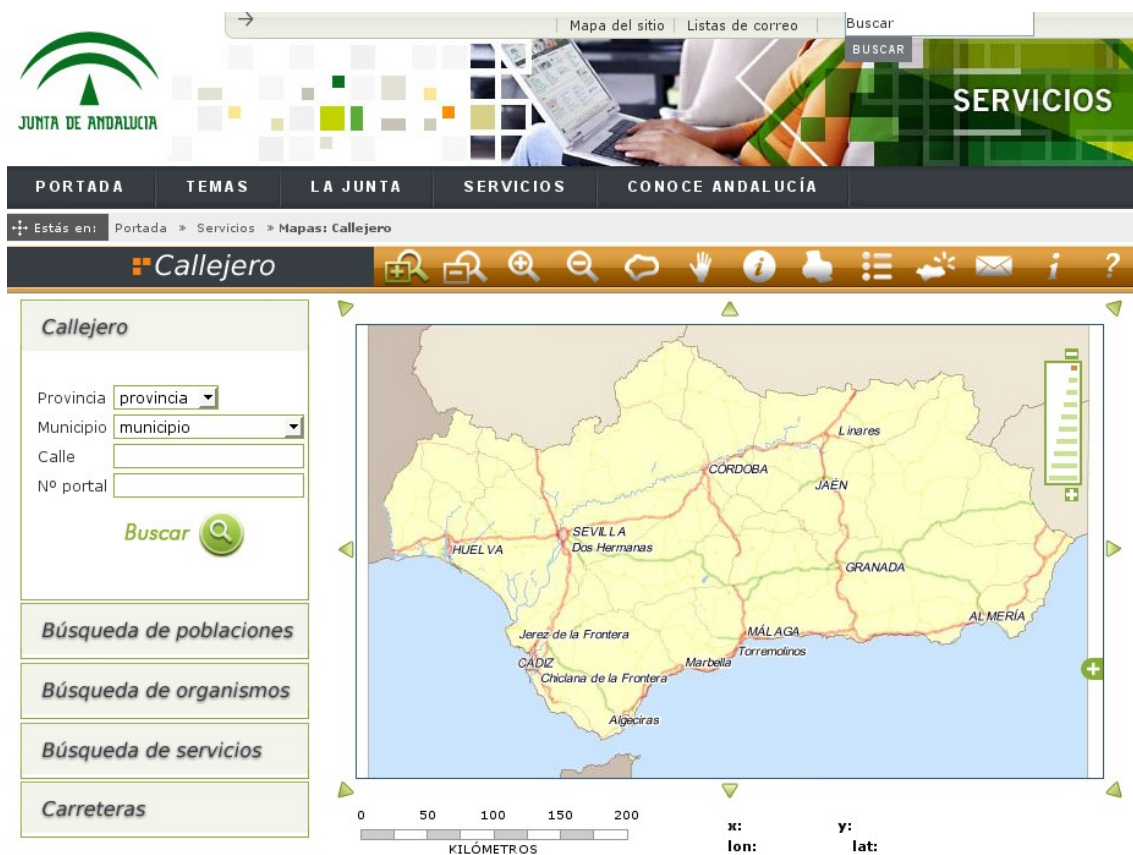 Mapa del sitio | Listas de correo |
Buscar
BUSCAR
JUNTA DE ANDALUCIA
SERVICIOS
PORTADA TEMAS LA JUNTA SERVICIOS CONOCE ANDALUCÍA
Estás en: Portada » Servicios » Mapas: Callejero
Callejero
i i ?
Callejero
Provincia provincia
Municipio municipio
Calle
Nº portal
Buscar
Búsqueda de poblaciones
Búsqueda de organismos
Búsqueda de servicios
Carreteras
Linares
CÓRDOBA
JAÉN
SEVILLA
Dos Hermanas
HUELVA
GRANADA
ALMERÍA
Jerez de la Frontera
MÁLAGA
Torremolinos
CÁDIZ
Marbella
Chiclana de la Frontera
Algeciras
0 50 100 150 200
KILÓMETROS
x: y:
lon: lat: